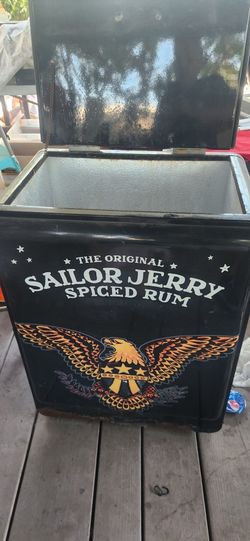 THE ORIGINAL
SAILOR JERRY
SPICED RUM